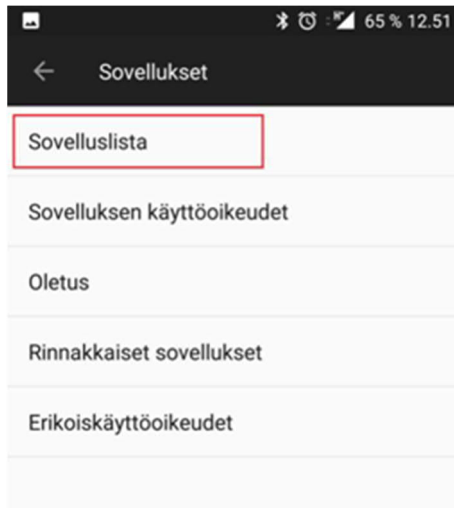 65 % 12.51
Sovellukset
Sovelluslista
Sovelluksen käyttöoikeudet
Oletus
Rinnakkaiset sovellukset
Erikoiskäyttöoikeudet